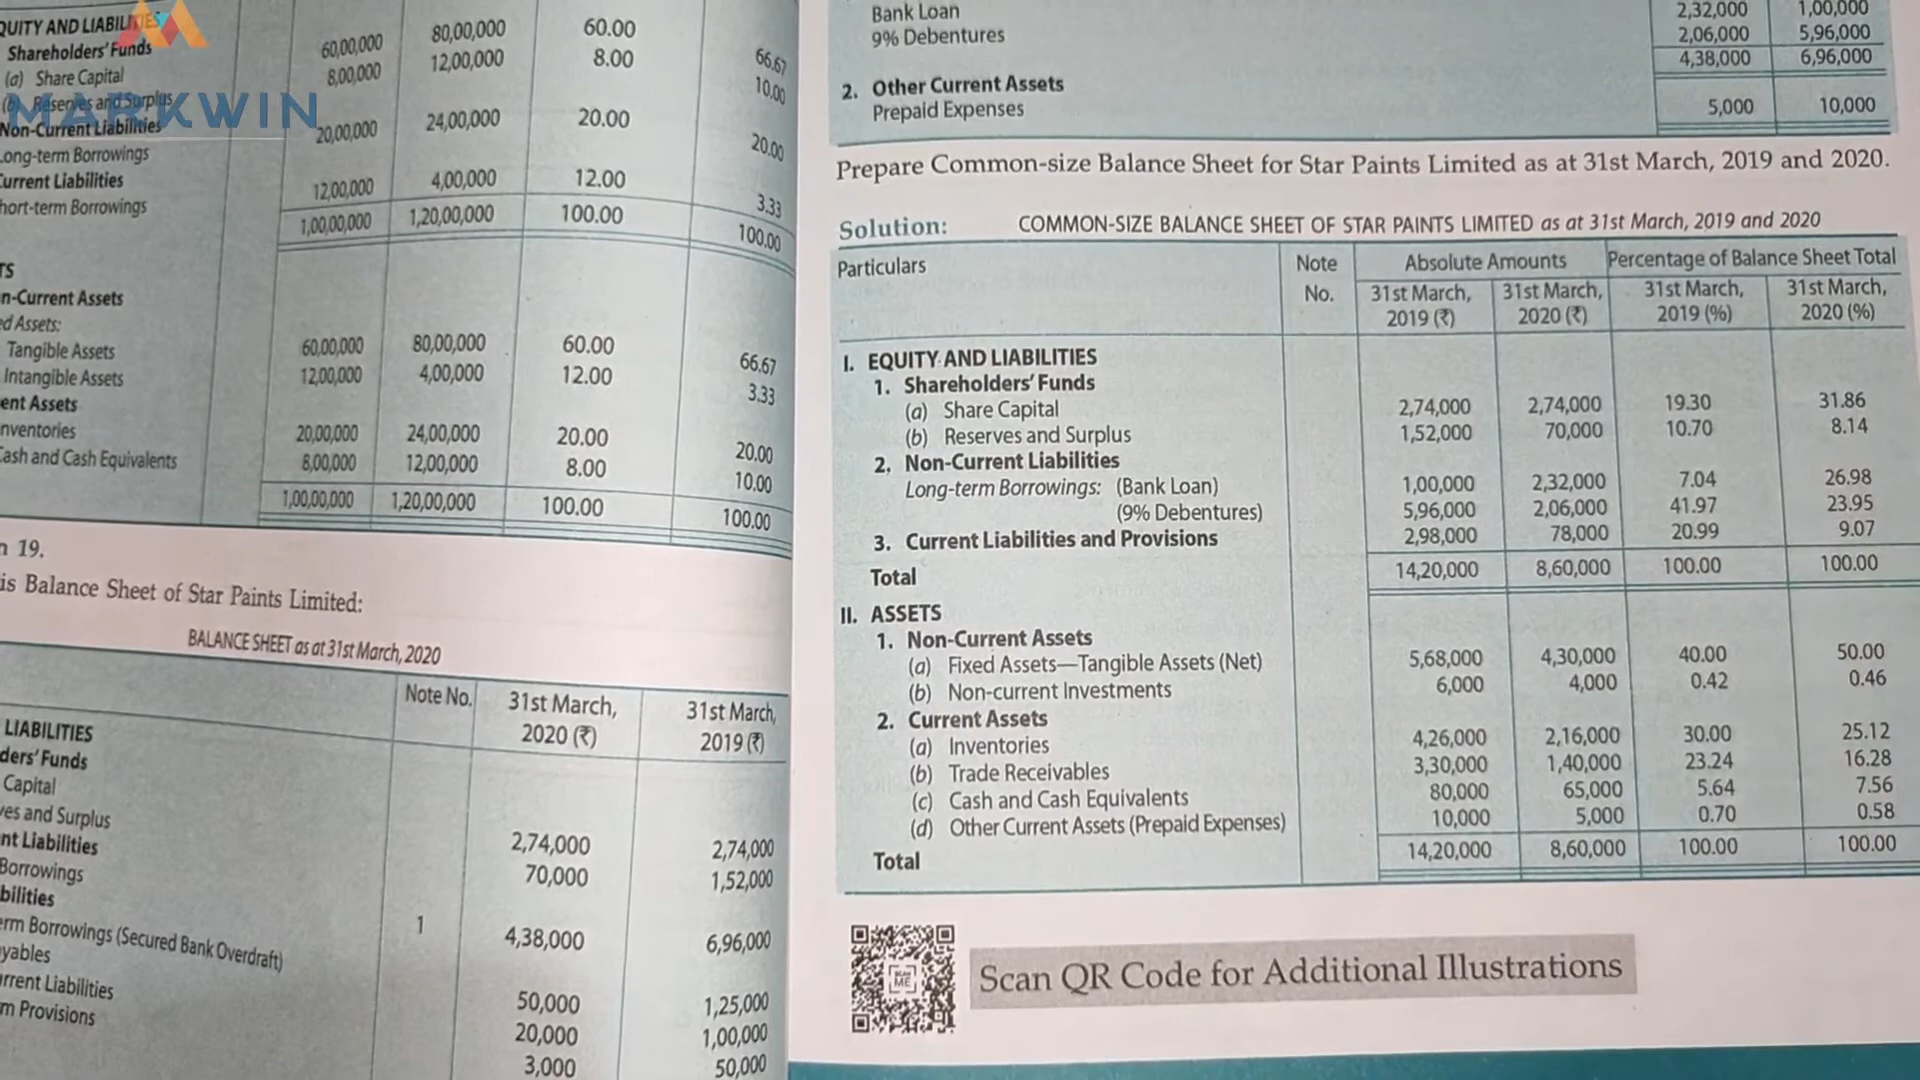 MARKWIN
QUITY AND LIABILITIES
Shareholders' Funds
(a) Share Capital 60,00,000 80,00,000 60.00 66.67
(b) Reserves and Surplus 8,00,000 12,00,000 8.00 10.00
Non-Current Liabilities
ong-term Borrowings 20,00,000 24,00,000 20.00 20.00
urrent Liabilities
hort-term Borrowings 12,00,000 4,00,000 12.00 3.33
1,00,00,000 1,20,00,000 100.00 100.00
TS
n-Current Assets
ed Assets:
Tangible Assets 60,00,000 80,00,000 60.00 66.67
Intangible Assets 12,00,000 4,00,000 12.00 3.33
ent Assets
nventories 20,00,000 24,00,000 20.00 20.00
ash and Cash Equivalents 8,00,000 12,00,000 8.00 10.00
1,00,00,000 1,20,00,000 100.00 100.00
n 19.
is Balance Sheet of Star Paints Limited:
BALANCE SHEET as at 31st March, 2020
Note No. 31st March, 31st March,
2020 (₹) 2019 (₹)
LIABILITIES
ders' Funds
Capital 2,74,000 2,74,000
es and Surplus 70,000 1,52,000
nt Liabilities
Borrowings 1 4,38,000 6,96,000
bilities
erm Borrowings (Secured Bank Overdraft) 50,000 1,25,000
yables 20,000 1,00,000
rrent Liabilities 3,000 50,000
m Provisions
Bank Loan 2,32,000 1,00,000
9% Debentures 2,06,000 5,96,000
4,38,000 6,96,000
2. Other Current Assets
Prepaid Expenses 5,000 10,000
Prepare Common-size Balance Sheet for Star Paints Limited as at 31st March, 2019 and 2020.
Solution: COMMON-SIZE BALANCE SHEET OF STAR PAINTS LIMITED as at 31st March, 2019 and 2020
Particulars Note Absolute Amounts Percentage of Balance Sheet Total
No. 31st March, 31st March, 31st March, 31st March,
2019 (₹) 2020 (₹) 2019 (%) 2020 (%)
I. EQUITY AND LIABILITIES
1. Shareholders' Funds
(a) Share Capital 2,74,000 2,74,000 19.30 31.86
(b) Reserves and Surplus 1,52,000 70,000 10.70 8.14
2. Non-Current Liabilities
Long-term Borrowings: (Bank Loan) 1,00,000 2,32,000 7.04 26.98
(9% Debentures) 5,96,000 2,06,000 41.97 23.95
3. Current Liabilities and Provisions 2,98,000 78,000 20.99 9.07
Total 14,20,000 8,60,000 100.00 100.00
II. ASSETS
1. Non-Current Assets
(a) Fixed Assets—Tangible Assets (Net) 5,68,000 4,30,000 40.00 50.00
(b) Non-current Investments 6,000 4,000 0.42 0.46
2. Current Assets
(a) Inventories 4,26,000 2,16,000 30.00 25.12
(b) Trade Receivables 3,30,000 1,40,000 23.24 16.28
(c) Cash and Cash Equivalents 80,000 65,000 5.64 7.56
(d) Other Current Assets (Prepaid Expenses) 10,000 5,000 0.70 0.58
Total 14,20,000 8,60,000 100.00 100.00
Scan QR Code for Additional Illustrations